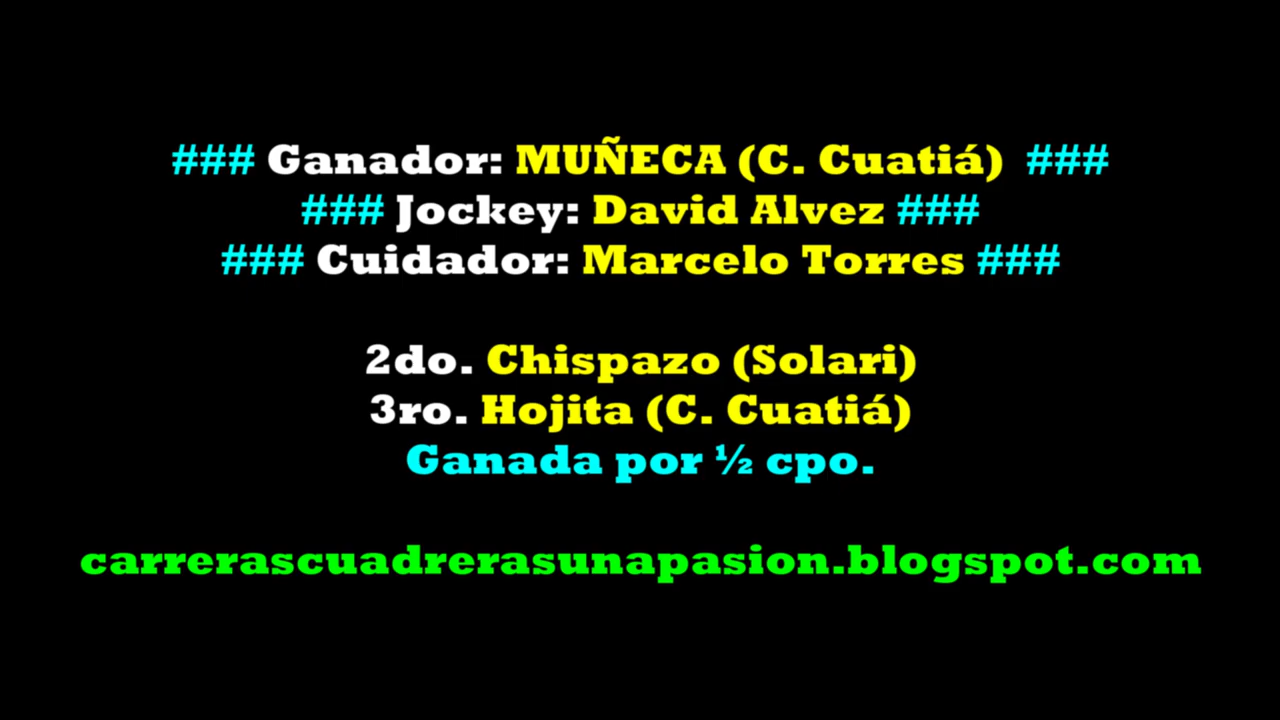 ### Ganador: MUÑECA (C. Cuatiá) ###
### Jockey: David Alvez ###
### Cuidador: Marcelo Torres ###
2do. Chispazo (Solari)
3ro. Hojita (C. Cuatiá)
Ganada por ½ cpo.
carrerascuadrerasunapasion.blogspot.com